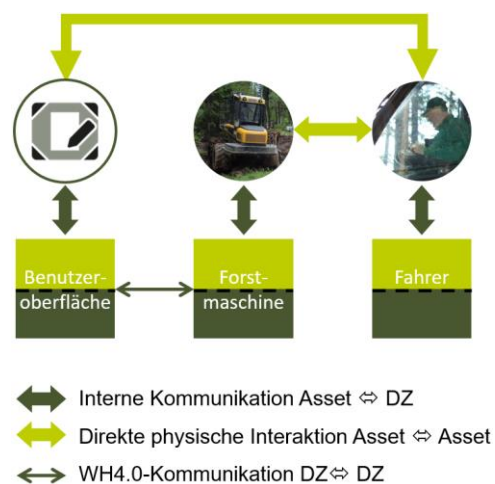 Benutzer-
oberfläche
Forst-
maschine
Fahrer
Interne Kommunikation Asset ⇔ DZ
Direkte physische Interaktion Asset ⇔ Asset
WH4.0-Kommunikation DZ⇔ DZ